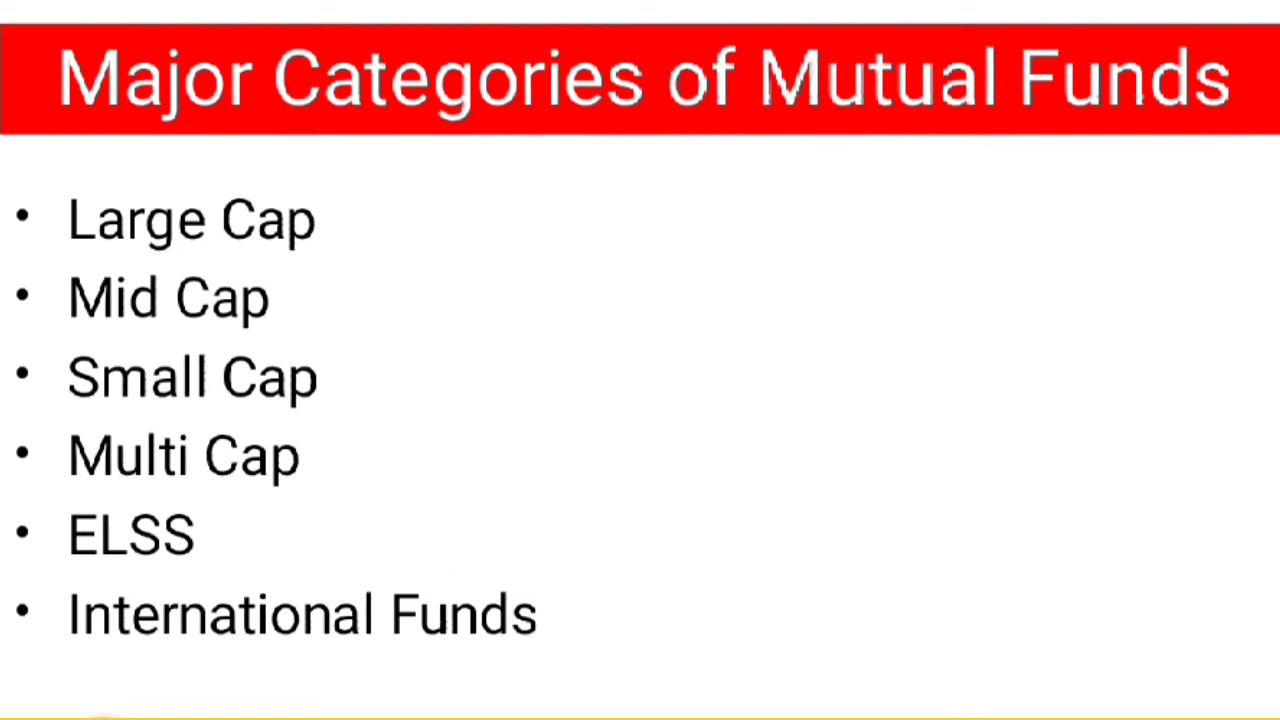 Major Categories of Mutual Funds
• Large Cap
• Mid Cap
• Small Cap
• Multi Cap
• ELSS
• International Funds